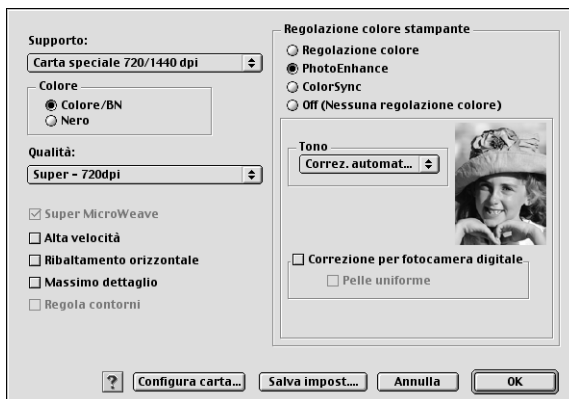 Supporto:
Carta speciale 720/1440 dpi
Colore
Colore/BN
Nero
Qualità:
Super - 720dpi
Super MicroWeave
Alta velocità
Ribaltamento orizzontale
Massimo dettaglio
Regola contorni
Regolazione colore stampante
Regolazione colore
PhotoEnhance
ColorSync
Off (Nessuna regolazione colore)
Tono
Correz. automat...
Correzione per fotocamera digitale
Pelle uniforme
?
Configura carta...
Salva impost....
Annulla
OK